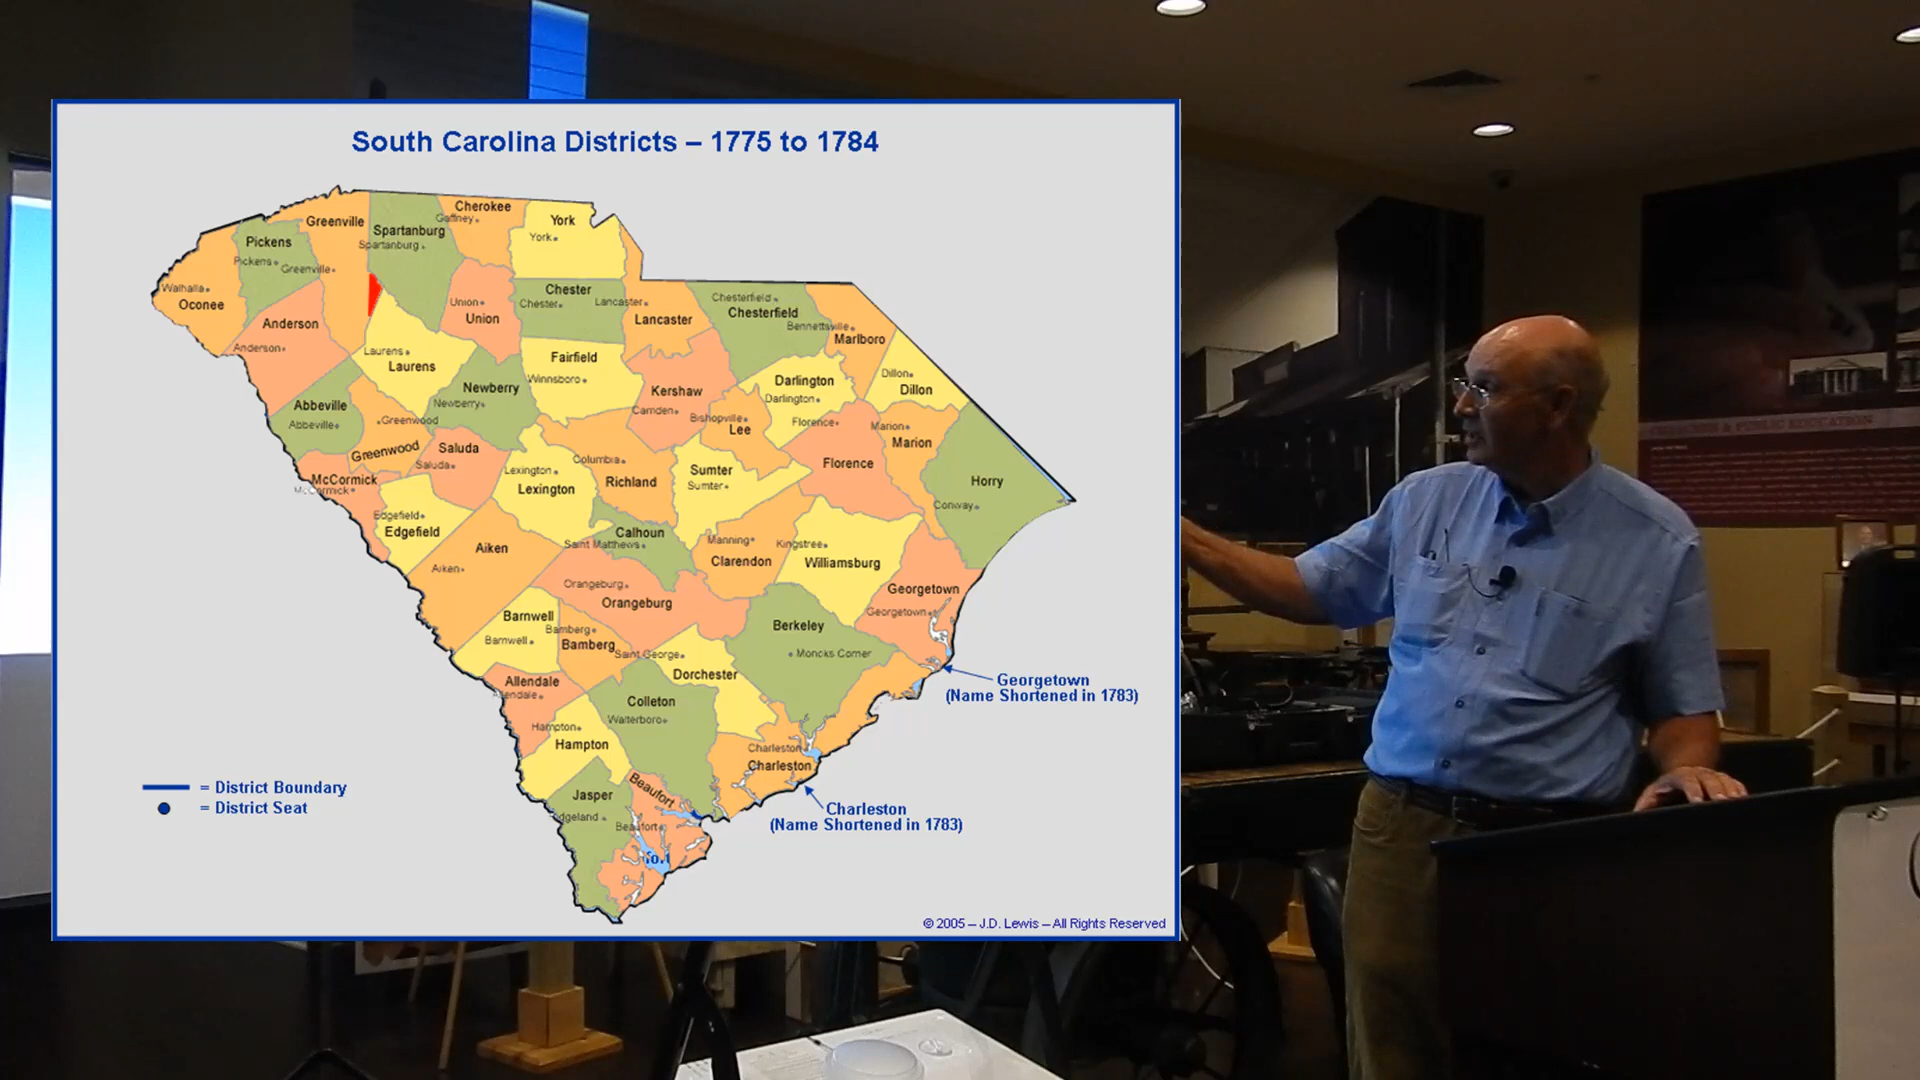 South Carolina Districts – 1775 to 1784
Cherokee
Gaffney
Greenville
York
Spartanburg
Pickens
York
Spartanburg
Pickens
Greenville
Walhalla
Chester
Chesterfield
Oconee
Union
Chester
Lancaster
Chesterfield
Union
Lancaster
Anderson
Bennettsville
Marlboro
Anderson
Laurens
Fairfield
Laurens
Dillon
Winnsboro
Darlington
Newberry
Kershaw
Dillon
Abbeville
Newberry
Darlington
Camden
Bishopville
Abbeville
Greenwood
Lee
Florence
Marion
Marion
Greenwood
Saluda
Saluda
Columbia
Florence
Lexington
Sumter
McCormick
Lexington
Richland
Sumter
Horry
McCormick
Conway
Edgefield
Edgefield
Calhoun
Aiken
Saint Matthews
Manning
Kingstree
Clarendon
Williamsburg
Aiken
Orangeburg
Georgetown
Orangeburg
Georgetown
Barnwell
Bamberg
Berkeley
Barnwell
Bamberg
Saint George
Moncks Corner
Dorchester
Allendale
Georgetown
(Name Shortened in 1783)
Colleton
Walterboro
Hampton
Hampton
Charleston
Charleston
= District Boundary
Beaufort
Jasper
= District Seat
Charleston
(Name Shortened in 1783)
Beaufort
© 2005 – J.D. Lewis – All Rights Reserved
& PUBLIC EDUCATION